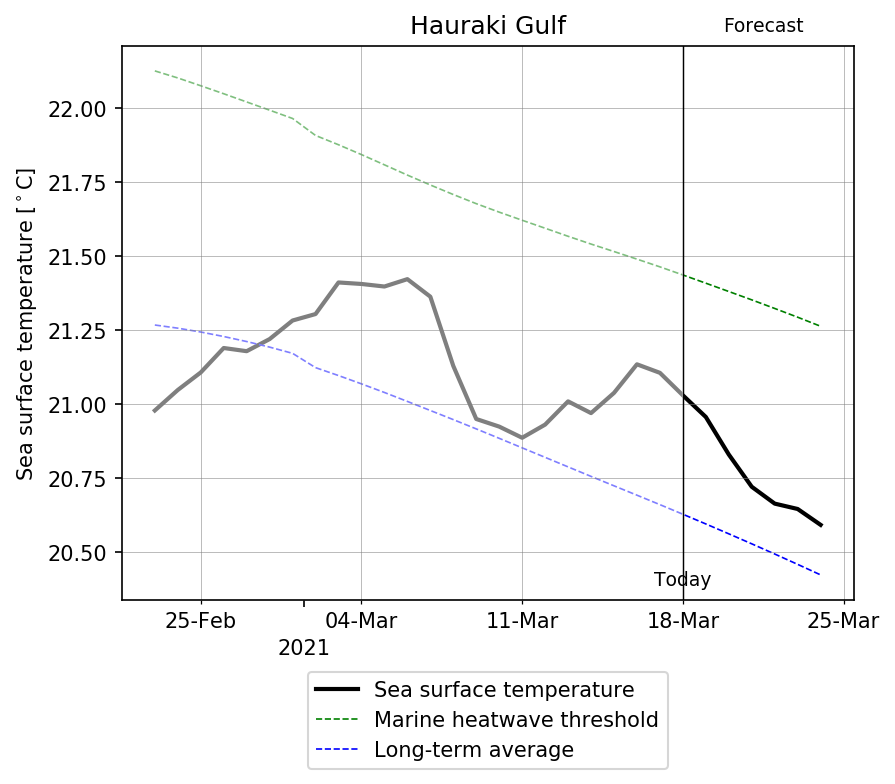 Hauraki Gulf
Forecast
22.00
21.75
21.50
21.25
21.00
20.75
20.50
Sea surface temperature [°C]
Today
25-Feb
04-Mar
11-Mar
18-Mar
25-Mar
2021
Sea surface temperature
Marine heatwave threshold
Long-term average